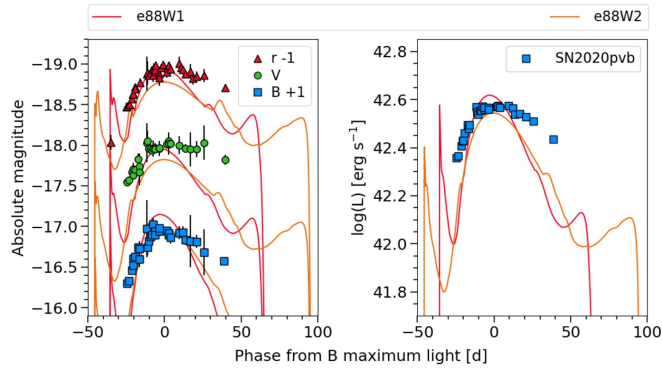 e88W1
e88W2
r -1
V
B +1
SN2020pvb
−19.0
−18.5
−18.0
−17.5
−17.0
−16.5
−16.0
Absolute magnitude
42.8
42.6
42.4
42.2
42.0
41.8
log(L) [erg s⁻¹]
−50 0 50 100
−50 0 50 100
Phase from B maximum light [d]